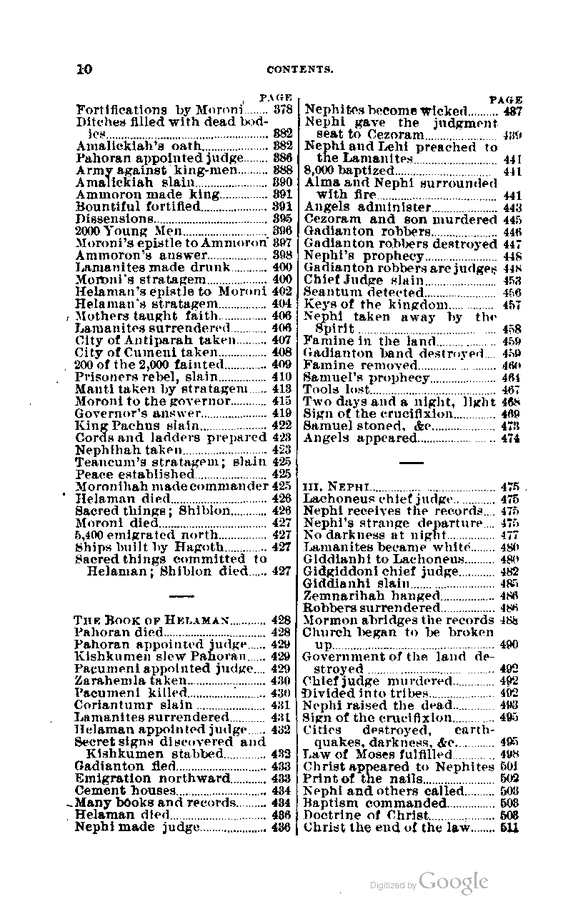 10
CONTENTS.
PAGE
Fortifications by Moroni...... 378
Ditches filled with dead bod-
ies...... 382
Amalickiah's oath...... 382
Pahoran appointed judge...... 386
Army against king-men...... 388
Amalickiah slain...... 390
Ammoron made king...... 391
Bountiful fortified...... 391
Dissensions...... 395
2000 Young Men...... 396
Moroni's epistle to Ammoron 397
Ammoron's answer...... 398
Lamanites made drunk...... 400
Moroni's stratagem...... 400
Helaman's epistle to Moroni 402
Helaman's stratagem...... 404
Mothers taught faith...... 406
Lamanites surrendered...... 406
City of Antiparah taken...... 407
City of Cumeni taken...... 408
200 of the 2,000 fainted...... 409
Prisoners rebel, slain...... 410
Manti taken by stratagem..... 413
Moroni to the governor...... 415
Governor's answer...... 419
King Pachus slain...... 422
Cords and ladders prepared 423
Nephihah taken...... 423
Teancum's stratagem; slain 425
Peace established...... 425
Moronihah made commander 425
Helaman died...... 426
Sacred things; Shiblon...... 426
Moroni died...... 427
5,400 emigrated north...... 427
Ships built by Hagoth...... 427
Sacred things committed to
Helaman; Shiblon died..... 427
THE BOOK OF HELAMAN...... 428
Pahoran died...... 428
Pahoran appointed judge..... 429
Kishkumen slew Pahoran..... 429
Pacumeni appointed judge.... 429
Zarahemla taken...... 430
Pacumeni killed...... 430
Coriantumr slain...... 431
Lamanites surrendered...... 431
Helaman appointed judge..... 432
Secret signs discovered and
Kishkumen stabbed...... 432
Gadianton fled...... 433
Emigration northward...... 433
Cement houses...... 434
Many books and records...... 434
Helaman died...... 436
Nephi made judge...... 436
PAGE
Nephites become wicked...... 437
Nephi gave the judgment
seat to Cezoram...... 439
Nephi and Lehi preached to
the Lamanites...... 441
8,000 baptized...... 441
Alma and Nephi surrounded
with fire...... 441
Angels administer...... 443
Cezoram and son murdered 445
Gadianton robbers...... 446
Gadianton robbers destroyed 447
Nephi's prophecy...... 448
Gadianton robbers are judges 448
Chief Judge slain...... 453
Seantum detected...... 456
Keys of the kingdom...... 457
Nephi taken away by the
Spirit...... 458
Famine in the land...... 459
Gadianton band destroyed.... 459
Famine removed...... 460
Samuel's prophecy...... 464
Tools lost...... 467
Two days and a night, light 468
Sign of the crucifixion...... 469
Samuel stoned, &c...... 473
Angels appeared...... 474
III. NEPHI...... 475
Lachoneus chief judge...... 475
Nephi receives the records.... 475
Nephi's strange departure.... 475
No darkness at night...... 477
Lamanites became white...... 480
Giddianhi to Lachoneus...... 480
Gidgiddoni chief judge...... 482
Giddianhi slain...... 485
Zemnarihah hanged...... 486
Robbers surrendered...... 486
Mormon abridges the records 488
Church began to be broken
up...... 490
Government of the land de-
stroyed...... 492
Chief judge murdered...... 492
Divided into tribes...... 492
Nephi raised the dead...... 493
Sign of the crucifixion...... 495
Cities destroyed, earth-
quakes, darkness, &c...... 495
Law of Moses fulfilled...... 498
Christ appeared to Nephites 501
Print of the nails...... 502
Nephi and others called...... 503
Baptism commanded...... 503
Doctrine of Christ...... 508
Christ the end of the law...... 511
Digitized by Google